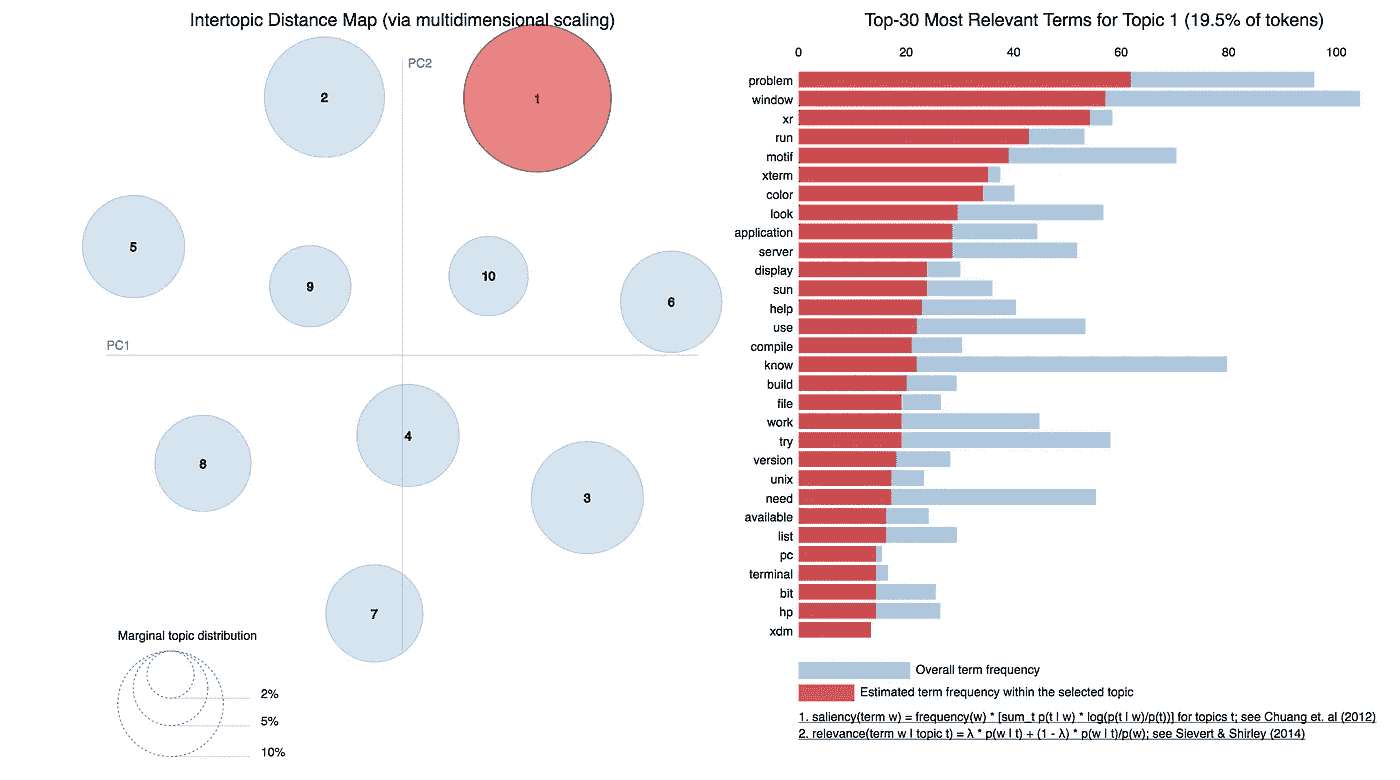 Intertopic Distance Map (via multidimensional scaling)
PC2
2
1
5
9
10
6
PC1
4
8
3
7
Marginal topic distribution
2%
5%
10%
Top-30 Most Relevant Terms for Topic 1 (19.5% of tokens)
0 20 40 60 80 100
problem
window
xr
run
motif
xterm
color
look
application
server
display
sun
help
use
compile
know
build
file
work
try
version
unix
need
available
list
pc
terminal
bit
hp
xdm
Overall term frequency
Estimated term frequency within the selected topic
1. saliency(term w) = frequency(w) * [sum_t p(t | w) * log(p(t | w)/p(t))] for topics t; see Chuang et. al (2012)
2. relevance(term w | topic t) = λ * p(w | t) + (1 - λ) * p(w | t)/p(w); see Sievert & Shirley (2014)